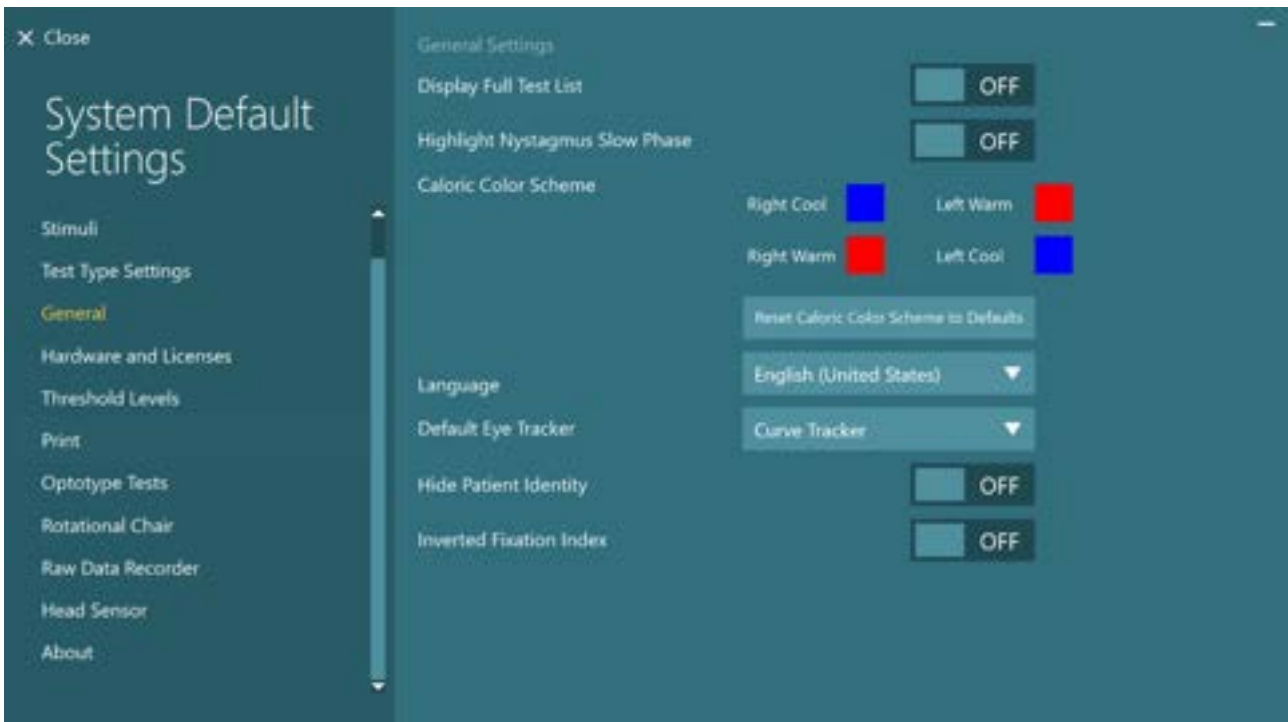 Close
System Default
Settings
Stimuli
Test Type Settings
General
Hardware and Licenses
Threshold Levels
Print
Optotype Tests
Rotational Chair
Raw Data Recorder
Head Sensor
About
General Settings
Display Full Test List OFF
Highlight Nystagmus Slow Phase OFF
Caloric Color Scheme
Right Cool Left Warm
Right Warm Left Cool
Reset Caloric Color Scheme to Defaults
Language English (United States)
Default Eye Tracker Curve Tracker
Hide Patient Identity OFF
Inverted Fixation Index OFF